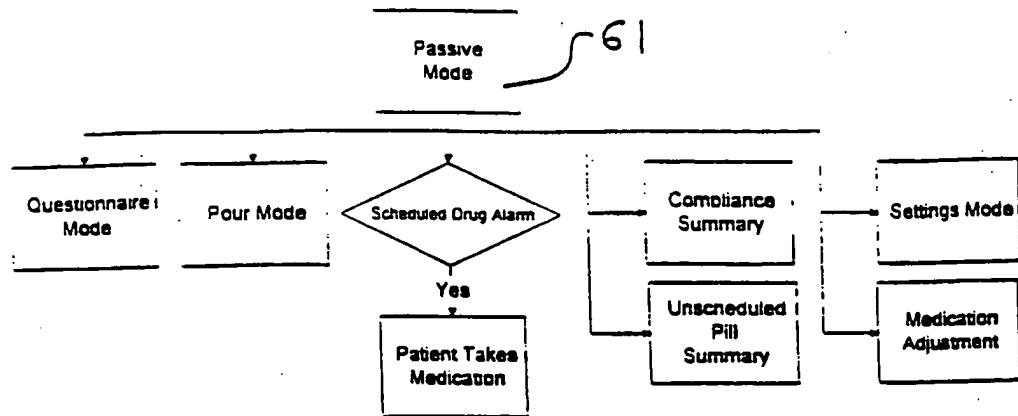 Passive
Mode
61
Questionnaire
Mode
Pour Mode
Scheduled Drug Alarm
Compliance
Summary
Settings Mode
Yes
Patient Takes
Medication
Unscheduled
Pill
Summary
Medication
Adjustment